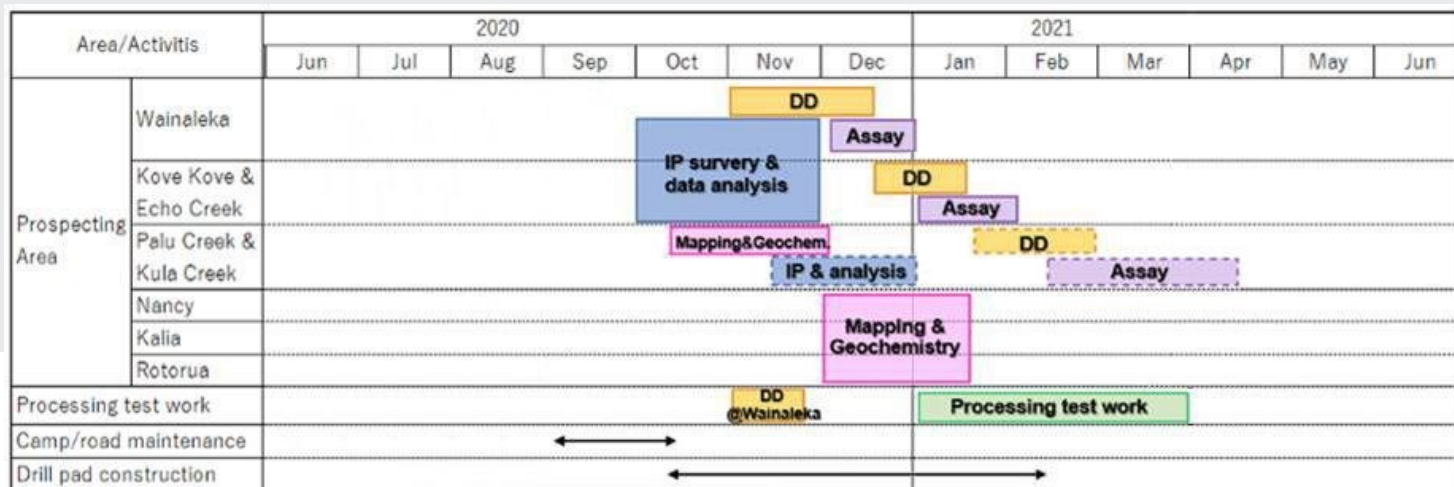 Area/Activitis
2020
2021
Jun Jul Aug Sep Oct Nov Dec Jan Feb Mar Apr May Jun
Prospecting
Area
Wainaleka
DD
Assay
IP survery &
data analysis
Kove Kove &
Echo Creek
DD
Assay
Palu Creek &
Kula Creek
Mapping&Geochem.
DD
IP & analysis
Assay
Nancy
Kalia
Rotorua
Mapping &
Geochemistry
Processing test work
DD
@Wainaleka
Processing test work
Camp/road maintenance
Drill pad construction